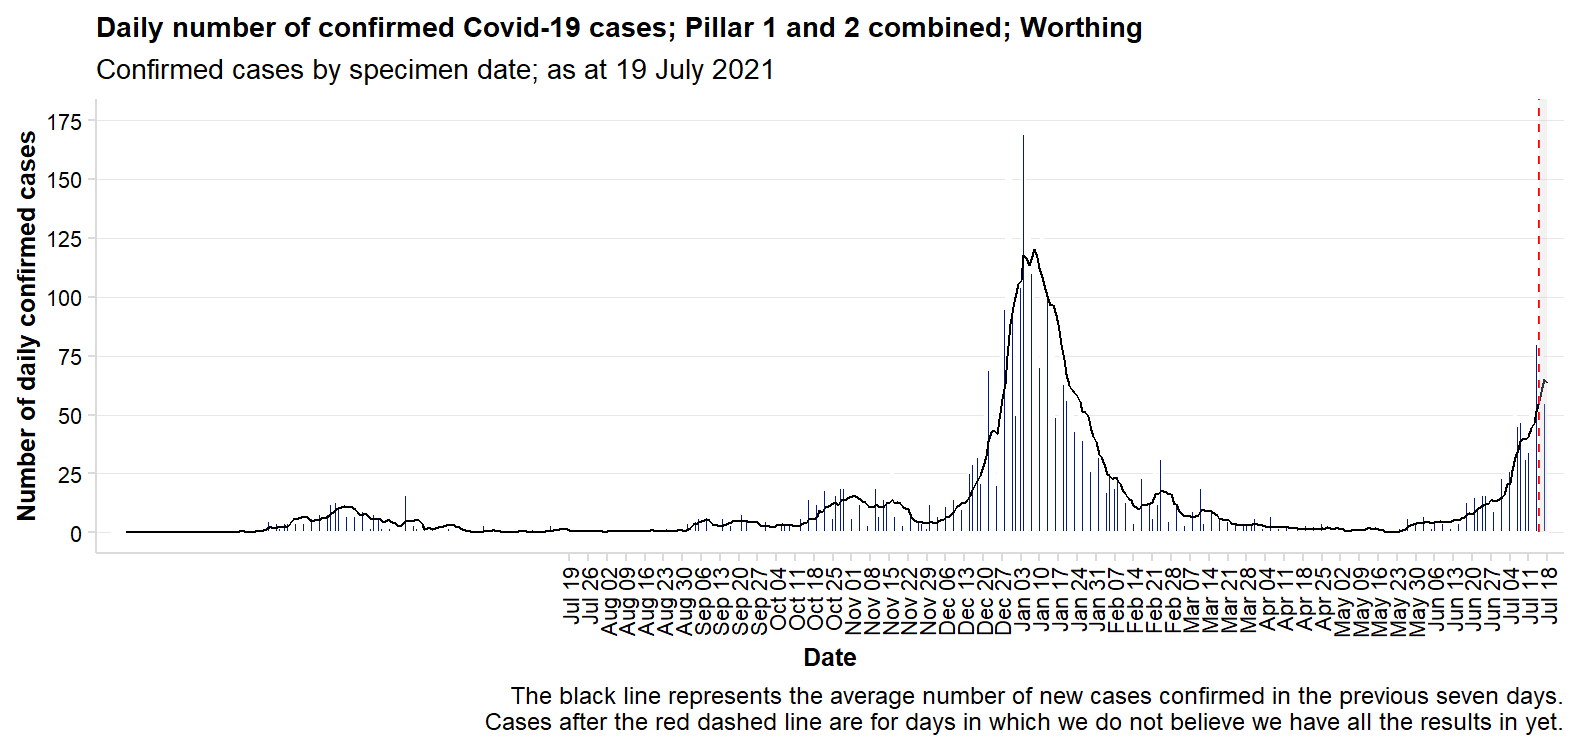 Daily number of confirmed Covid-19 cases; Pillar 1 and 2 combined; Worthing
Confirmed cases by specimen date; as at 19 July 2021
Number of daily confirmed cases
175
150
125
100
75
50
25
0
Jul 19
Jul 26
Aug 02
Aug 09
Aug 16
Aug 23
Aug 30
Sep 06
Sep 13
Sep 20
Sep 27
Oct 04
Oct 11
Oct 18
Oct 25
Nov 01
Nov 08
Nov 15
Nov 22
Nov 29
Dec 06
Dec 13
Dec 20
Dec 27
Jan 03
Jan 10
Jan 17
Jan 24
Jan 31
Feb 07
Feb 14
Feb 21
Feb 28
Mar 07
Mar 14
Mar 21
Mar 28
Apr 04
Apr 11
Apr 18
Apr 25
May 02
May 09
May 16
May 23
May 30
Jun 06
Jun 13
Jun 20
Jun 27
Jul 04
Jul 11
Jul 18
Date
The black line represents the average number of new cases confirmed in the previous seven days.
Cases after the red dashed line are for days in which we do not believe we have all the results in yet.